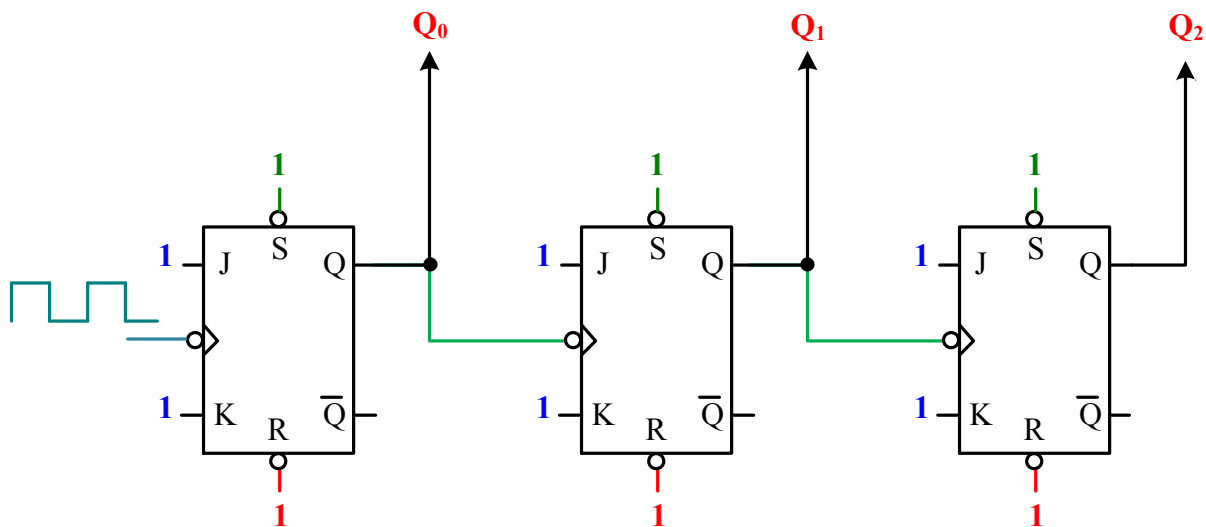 Q₀ Q₁ Q₂
1 1 1
S S S
1 J Q 1 J Q 1 J Q
1 K Q̅ 1 K Q̅ 1 K Q̅
R R R
1 1 1